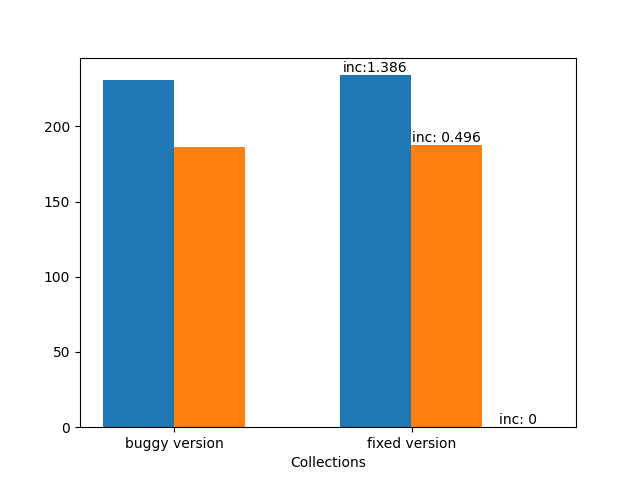 inc:1.386
inc: 0.496
inc: 0
200
150
100
50
0
buggy version
fixed version
Collections